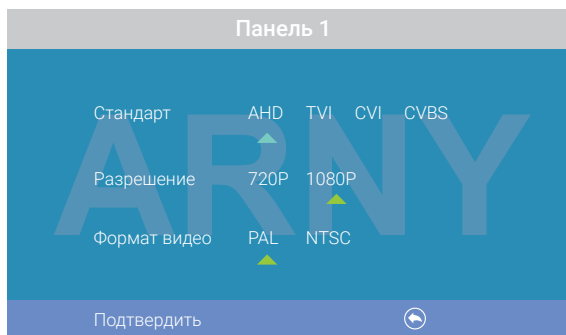 Панель 1
Стандарт AHD TVI CVI CVBS
Разрешение 720P 1080P
Формат видео PAL NTSC
ARNY
Подтвердить